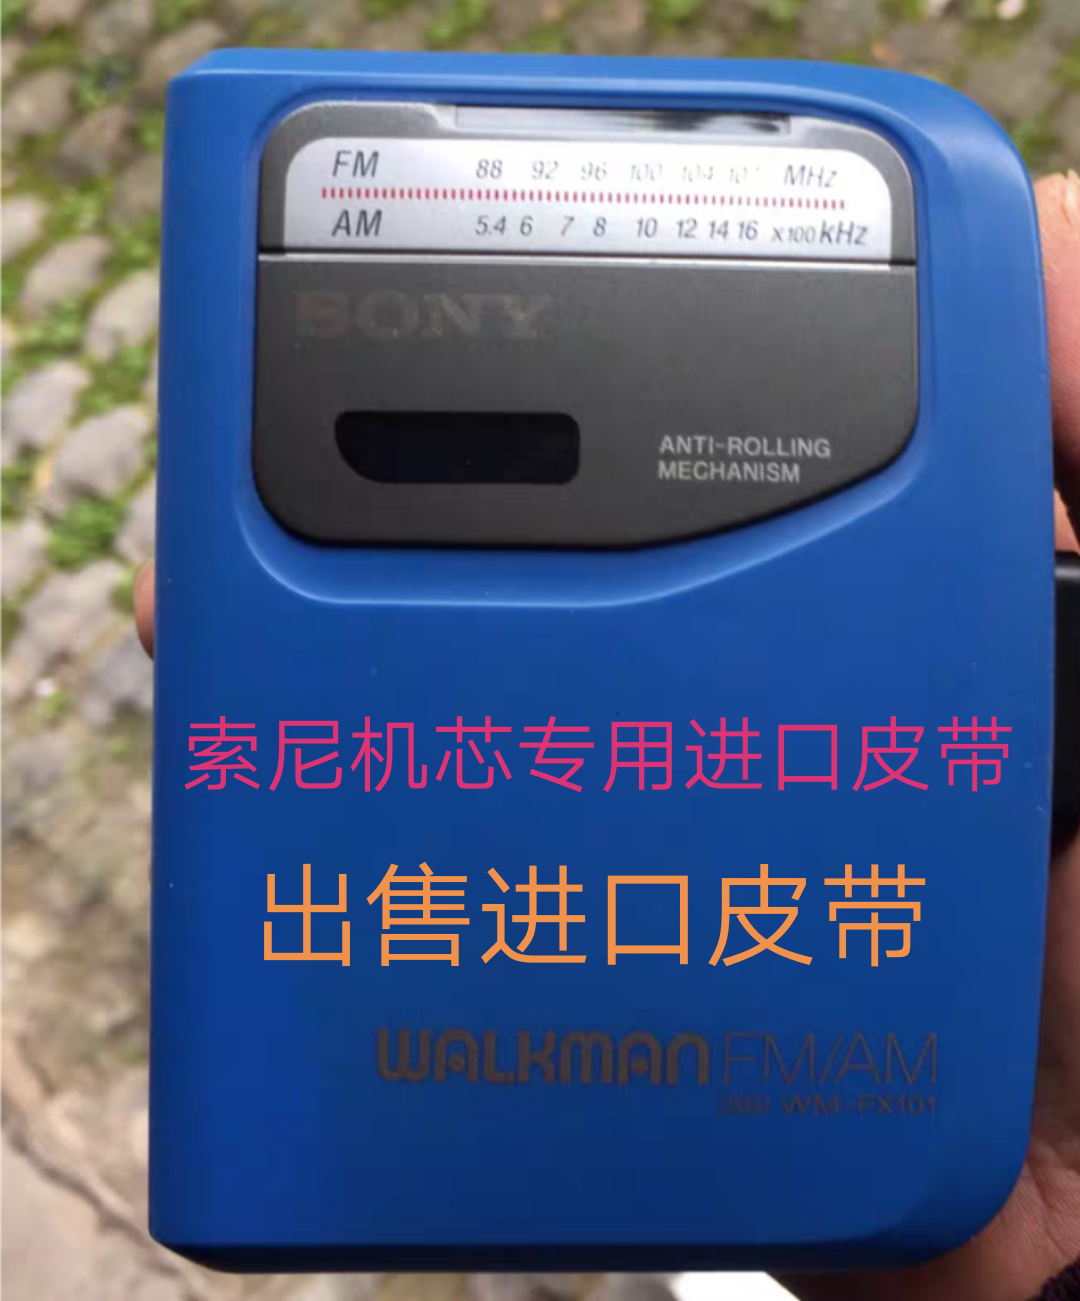 FM 88 92 96 100 104 MHz
AM 5.4 6 7 8 10 12 14 16 x100 kHz
SONY
ANTI-ROLLING
MECHANISM
索尼机芯专用进口皮带
出售进口皮带
WALKMAN FM/AM
WM-FX101